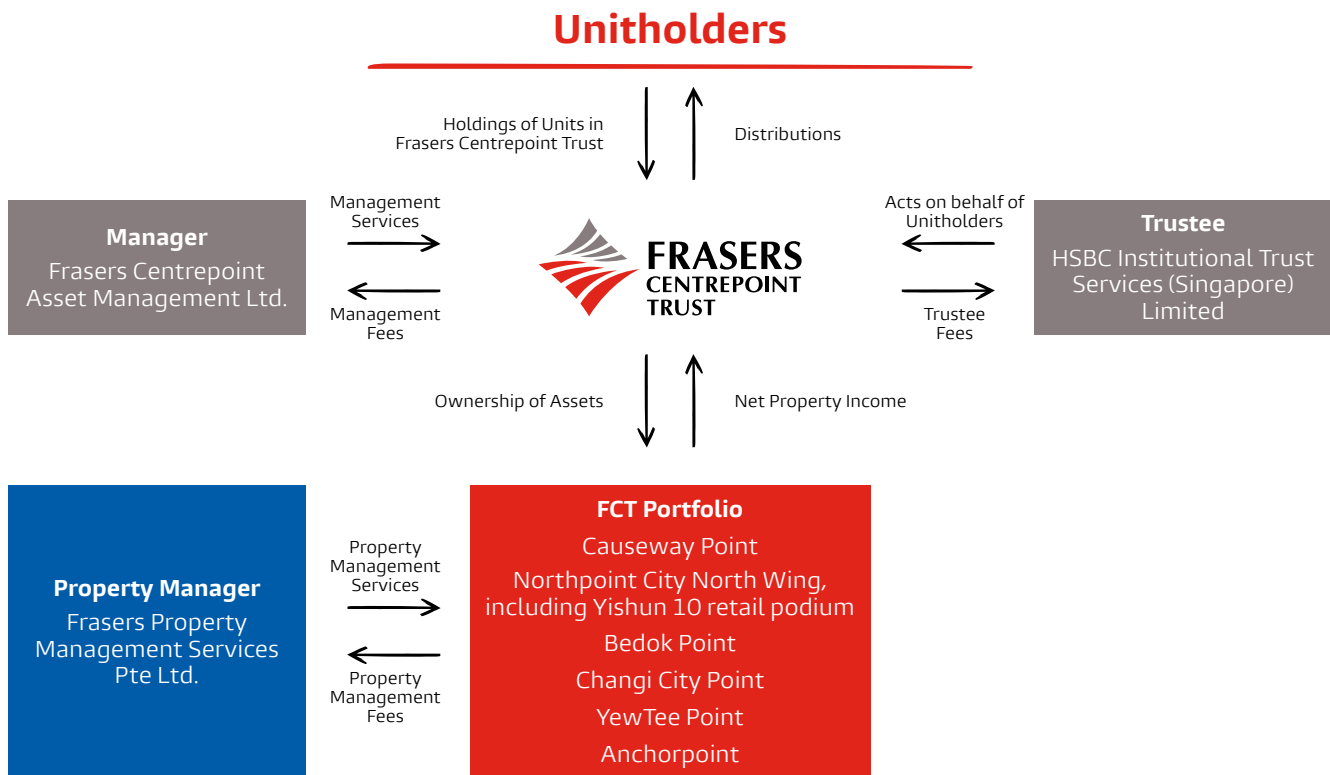 Unitholders
Holdings of Units in
Frasers Centrepoint Trust
Distributions
Manager
Frasers Centrepoint
Asset Management Ltd.
Management
Services
Management
Fees
FRASERS
CENTREPOINT
TRUST
Acts on behalf of
Unitholders
Trustee
Fees
Trustee
HSBC Institutional Trust
Services (Singapore)
Limited
Ownership of Assets
Net Property Income
Property Manager
Frasers Property
Management Services
Pte Ltd.
Property
Management
Services
Property
Management
Fees
FCT Portfolio
Causeway Point
Northpoint City North Wing,
including Yishun 10 retail podium
Bedok Point
Changi City Point
YewTee Point
Anchorpoint